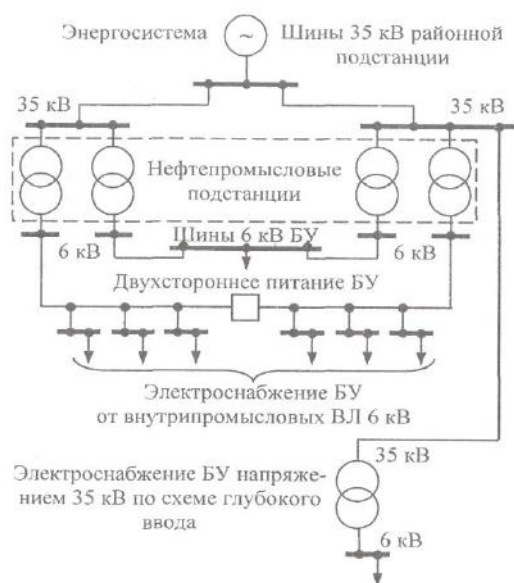 Энергосистема
~
Шины 35 кВ районной
подстанции
35 кВ
35 кВ
Нефтепромысловые
подстанции
6 кВ
Шины 6 кВ БУ
6 кВ
Двухстороннее питание БУ
Электроснабжение БУ
от внутрипромысловых ВЛ 6 кВ
Электроснабжение БУ напряже-
нием 35 кВ по схеме глубокого
ввода
35 кВ
6 кВ